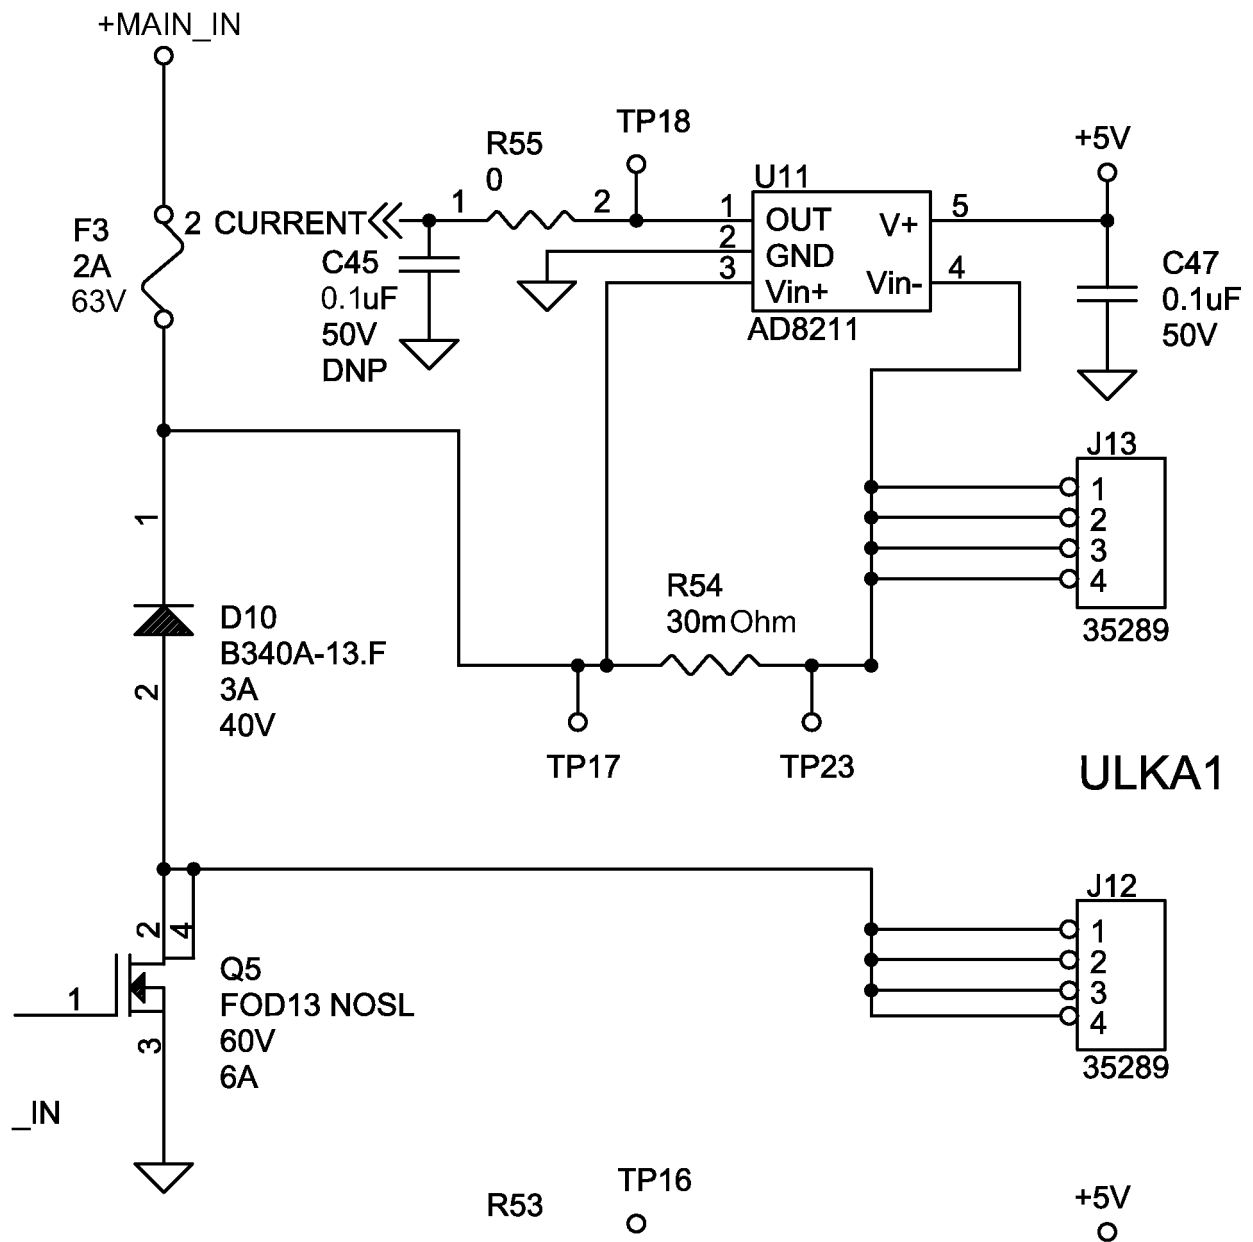 +MAIN_IN
TP18
R55
0
+5V
U11
1
2
1
5
OUT
V+
F3
2A
63V
2
CURRENT
2
GND
C45
0.1uF
50V
DNP
3
Vin+
Vin-
4
AD8211
C47
0.1uF
50V
J13
1
2
3
4
35289
1
R54
30mOhm
D10
B340A-13.F
3A
40V
2
TP17
TP23
ULKA1
J12
1
2
3
4
35289
2
4
Q5
FOD13 NOSL
60V
6A
1
3
_IN
TP16
R53
+5V